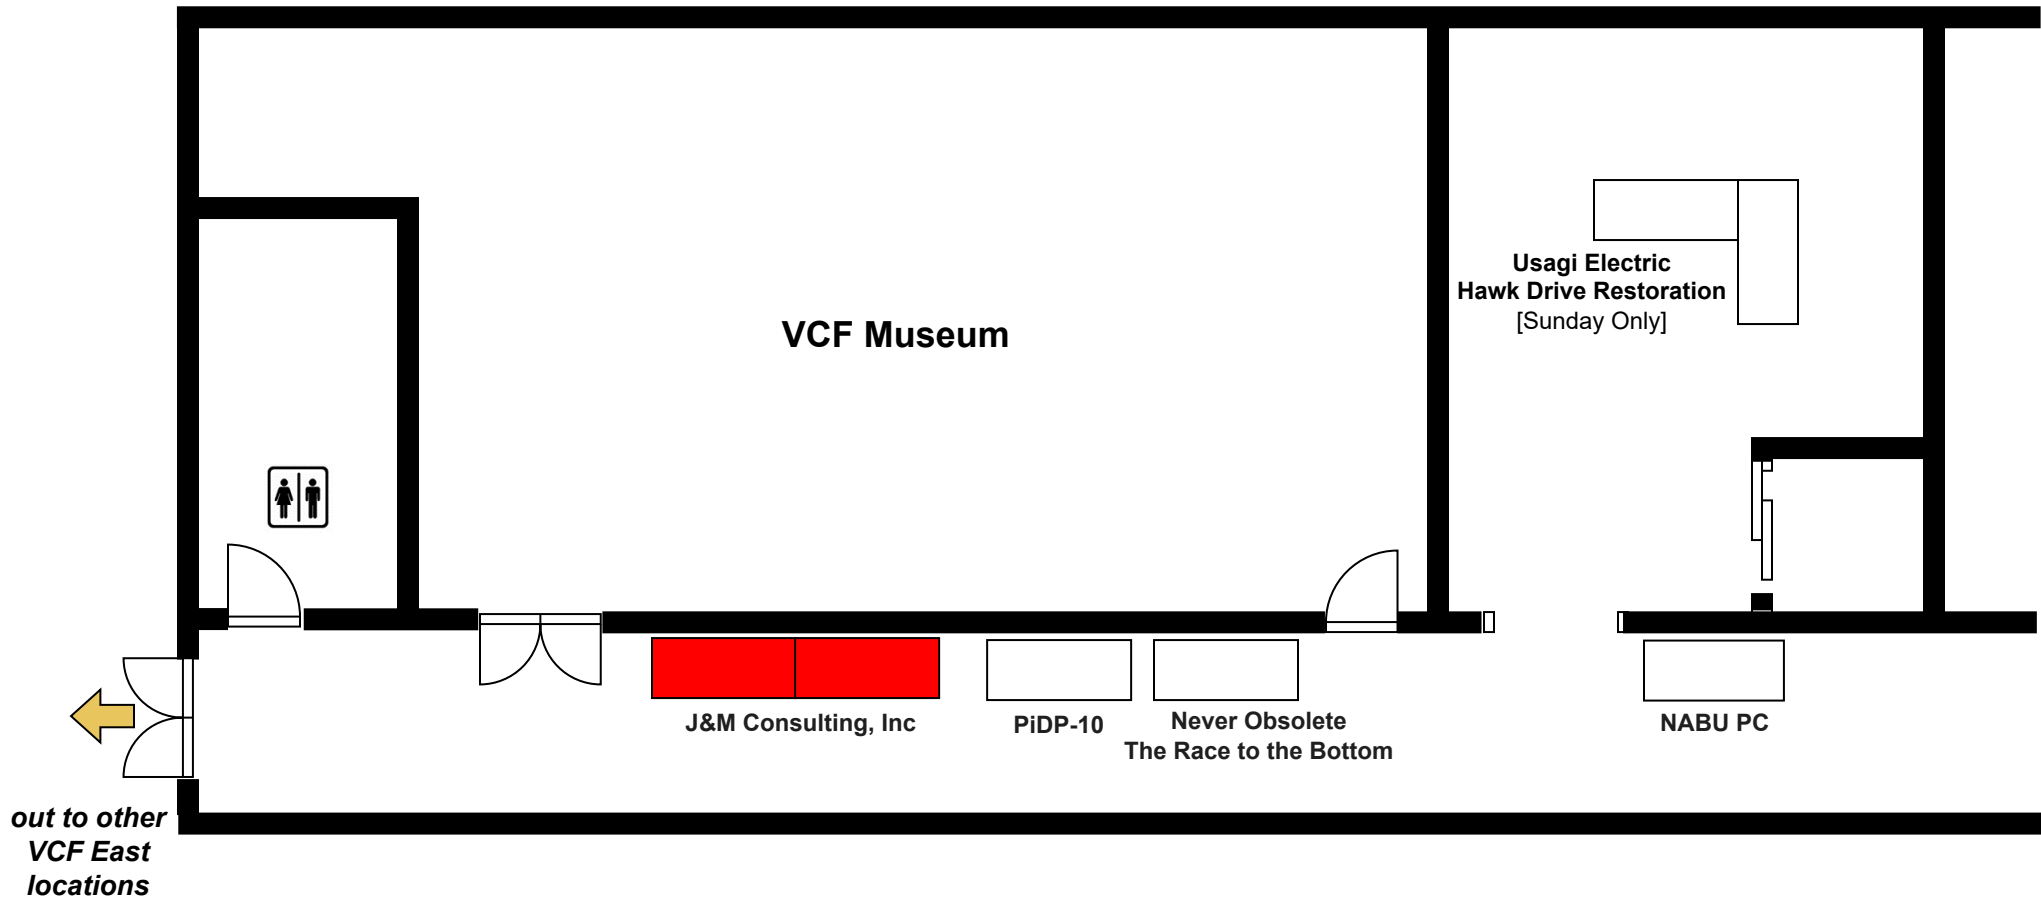 VCF Museum
Usagi Electric
Hawk Drive Restoration
[Sunday Only]
J&M Consulting, Inc
PiDP-10
Never Obsolete
The Race to the Bottom
NABU PC
out to other
VCF East
locations